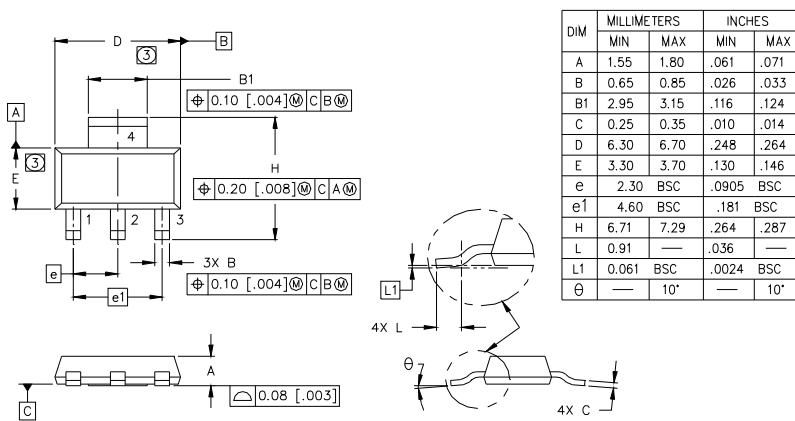 D
B
3
B1
⌖ 0.10 [.004]Ⓜ C BⓂ
A
4
3
E
H
⌖ 0.20 [.008]Ⓜ C AⓂ
1 2 3
e
3X B
e1
⌖ 0.10 [.004]Ⓜ C BⓂ
L1
4X L
A
C
⌓ 0.08 [.003]
θ
4X C
DIM MILLIMETERS INCHES
MIN MAX MIN MAX
A 1.55 1.80 .061 .071
B 0.65 0.85 .026 .033
B1 2.95 3.15 .116 .124
C 0.25 0.35 .010 .014
D 6.30 6.70 .248 .264
E 3.30 3.70 .130 .146
e 2.30 BSC .0905 BSC
e1 4.60 BSC .181 BSC
H 6.71 7.29 .264 .287
L 0.91 — .036 —
L1 0.061 BSC .0024 BSC
θ — 10° — 10°